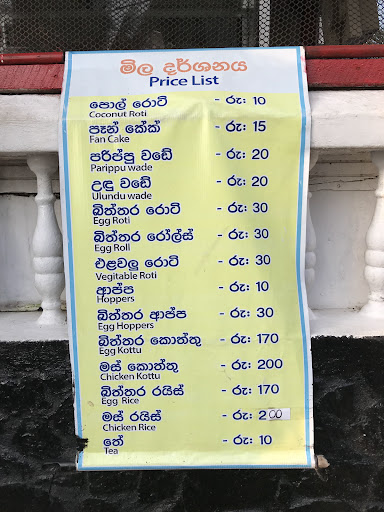 මිල දර්ශනය
Price List
පොල් රොටි - රු: 10
Coconut Roti
පෑන් කේක් - රු: 15
Fan Cake
පරිප්පු වඩේ - රු: 20
Parippu wade
උඳු වඩේ - රු: 20
Ulundu wade
බිත්තර රොටි - රු: 30
Egg Roti
බිත්තර රෝල්ස් - රු: 30
Egg Roll
එළවලු රොටි - රු: 30
Vegitable Roti
ආප්ප - රු: 10
Hoppers
බිත්තර ආප්ප - රු: 30
Egg Hoppers
බිත්තර කොත්තු - රු: 170
Egg Kottu
මස් කොත්තු - රු: 200
Chicken Kottu
බිත්තර රයිස් - රු: 170
Egg Rice
මස් රයිස් - රු: 200
Chicken Rice
තේ - රු: 10
Tea